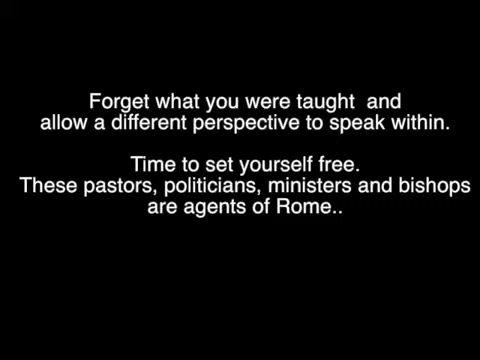 Forget what you were taught  and
allow a different perspective to speak within.
Time to set yourself free.
These pastors, politicians, ministers and bishops
are agents of Rome..